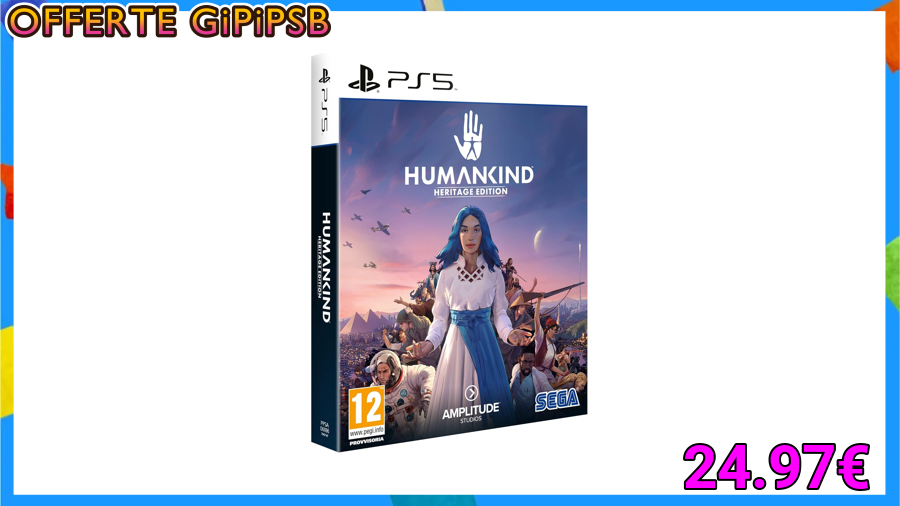 OFFERTE GiPiPSB
PS5
PS5
HUMANKIND
HERITAGE EDITION
HUMANKIND
HERITAGE EDITION
12
www.pegi.info
PROVVISORIA
AMPLITUDE
STUDIOS
SEGA
24.97€